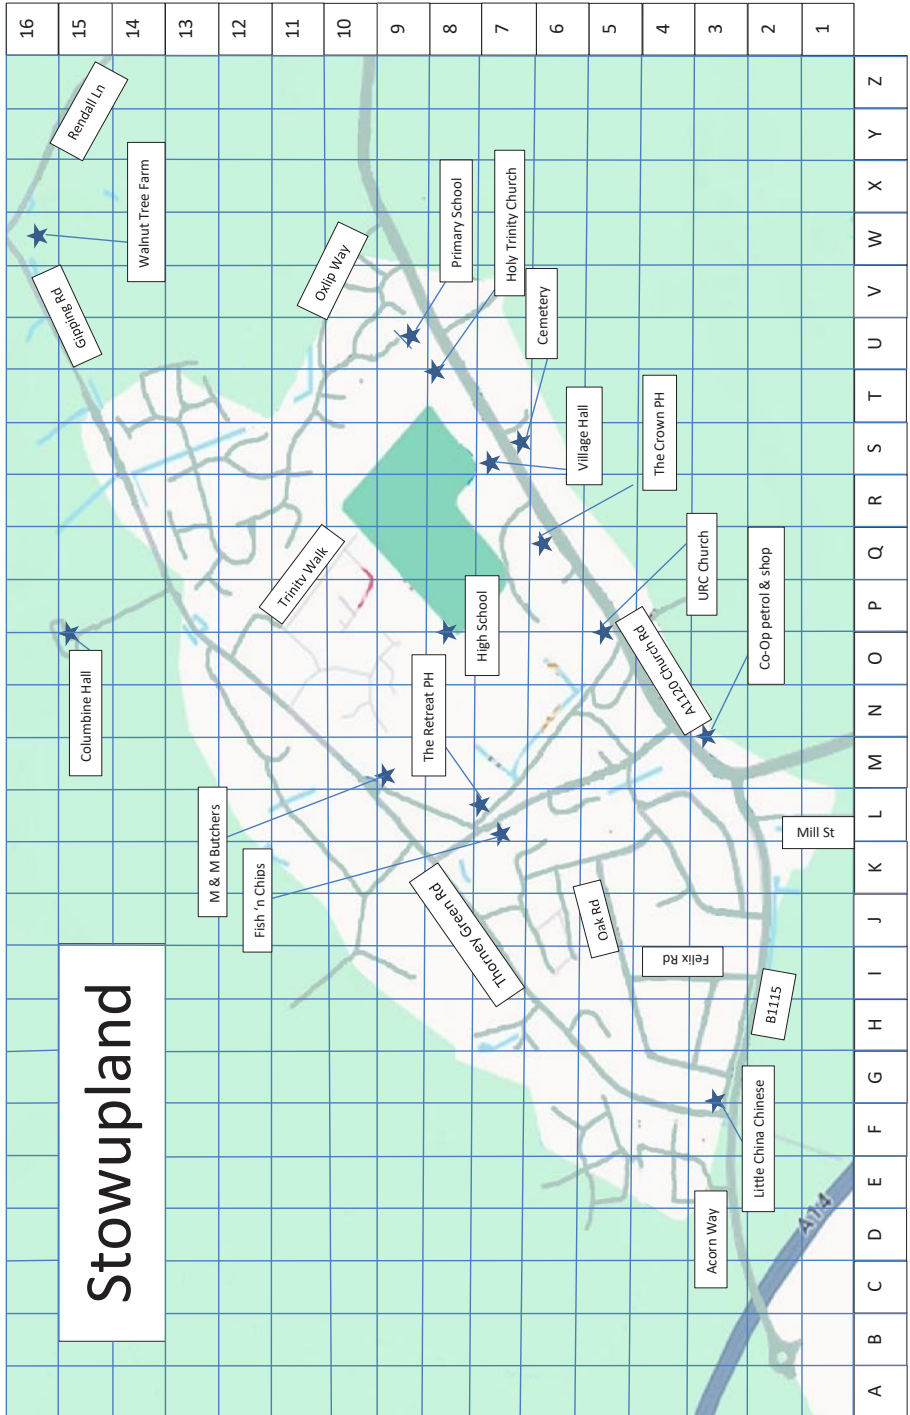 Stowupland
16
15
14
13
12
11
10
9
8
7
6
5
4
3
2
1
A
B
C
D
E
F
G
H
I
J
K
L
M
N
O
P
Q
R
S
T
U
V
W
X
Y
Z
Rendall Ln
Walnut Tree Farm
Gipping Rd
Oxlip Way
Primary School
Holy Trinity Church
Cemetery
Village Hall
The Crown PH
URC Church
Co-Op petrol & shop
A1120 Church Rd
Trinity Walk
High School
The Retreat PH
Columbine Hall
M & M Butchers
Fish 'n Chips
Thorney Green Rd
Oak Rd
Felix Rd
Mill St
B1115
Little China Chinese
Acorn Way
A14